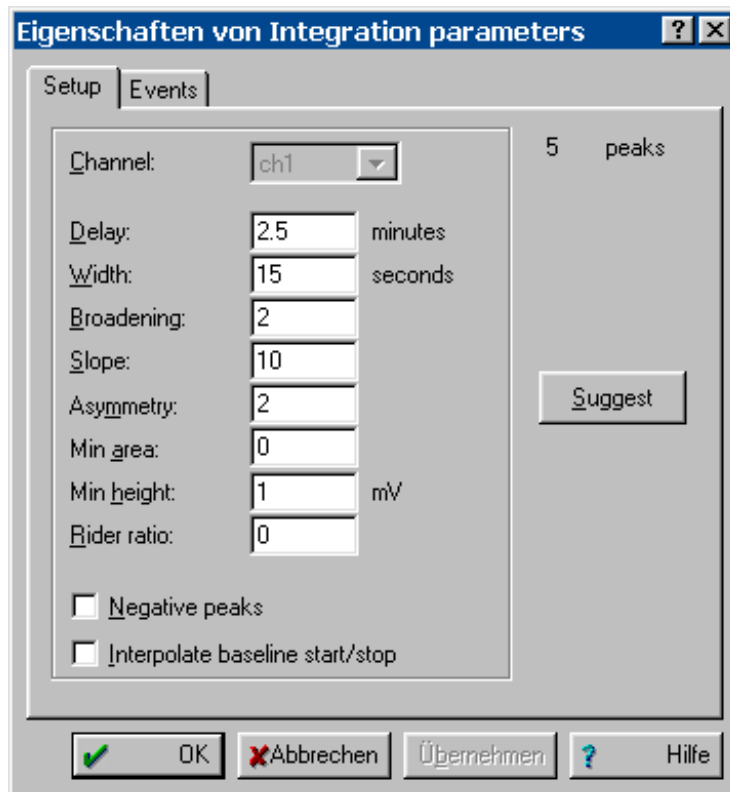 Eigenschaften von Integration parameters
Setup Events
Channel: ch1 5 peaks
Delay: 2.5 minutes
Width: 15 seconds
Broadening: 2
Slope: 10
Asymmetry: 2 Suggest
Min area: 0
Min height: 1 mV
Rider ratio: 0
Negative peaks
Interpolate baseline start/stop
OK Abbrechen Übernehmen ? Hilfe